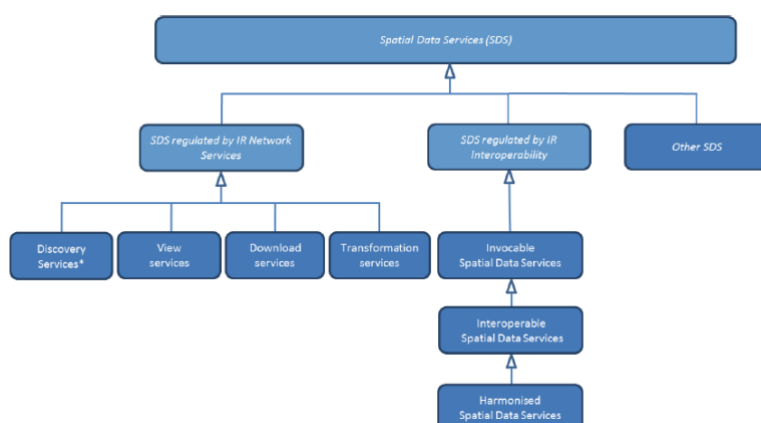 Spatial Data Services (SDS)
SDS regulated by IR Network
Services
SDS regulated by IR
Interoperability
Other SDS
Discovery
Services*
View
services
Download
services
Transformation
services
Invocable
Spatial Data Services
Interoperable
Spatial Data Services
Harmonised
Spatial Data Services